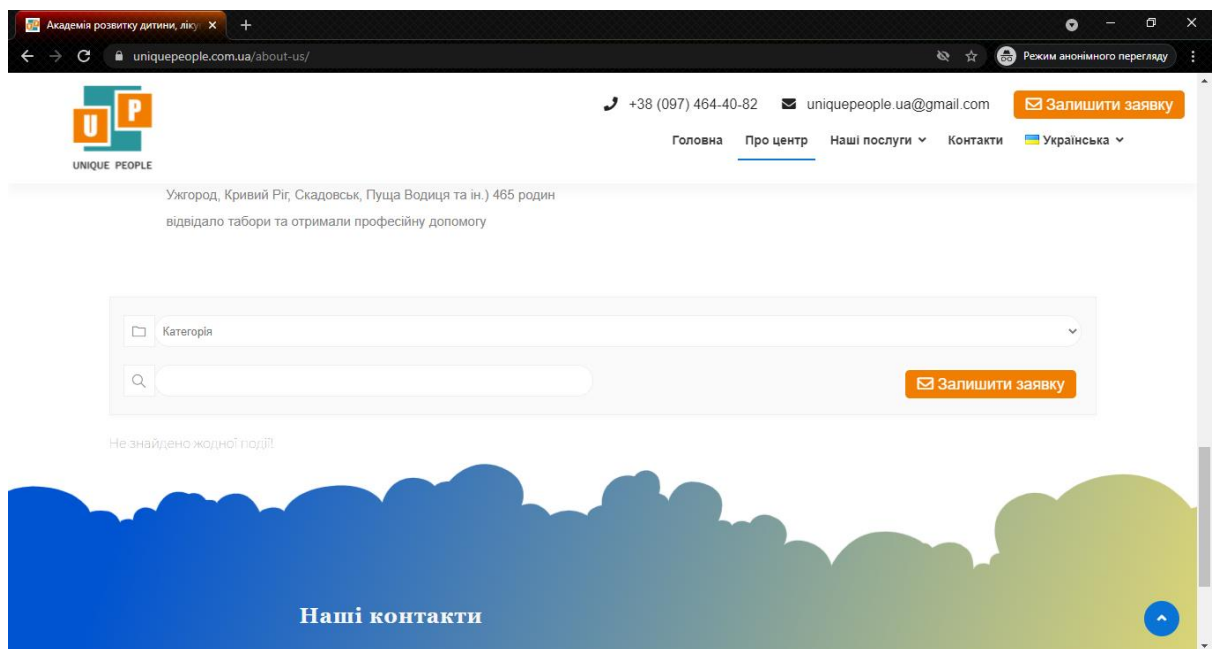 Академія розвитку дитини, ліку
uniquepeople.com.ua/about-us/
Режим анонімного перегляду
UP
UNIQUE PEOPLE
+38 (097) 464-40-82 uniquepeople.ua@gmail.com Залишити заявку
Головна Про центр Наші послуги Контакти Українська
Ужгород, Кривий Ріг, Скадовськ, Пуща Водиця та ін.) 465 родин
відвідало табори та отримали професійну допомогу
Категорія
Залишити заявку
Не знайдено жодної події!
Наші контакти